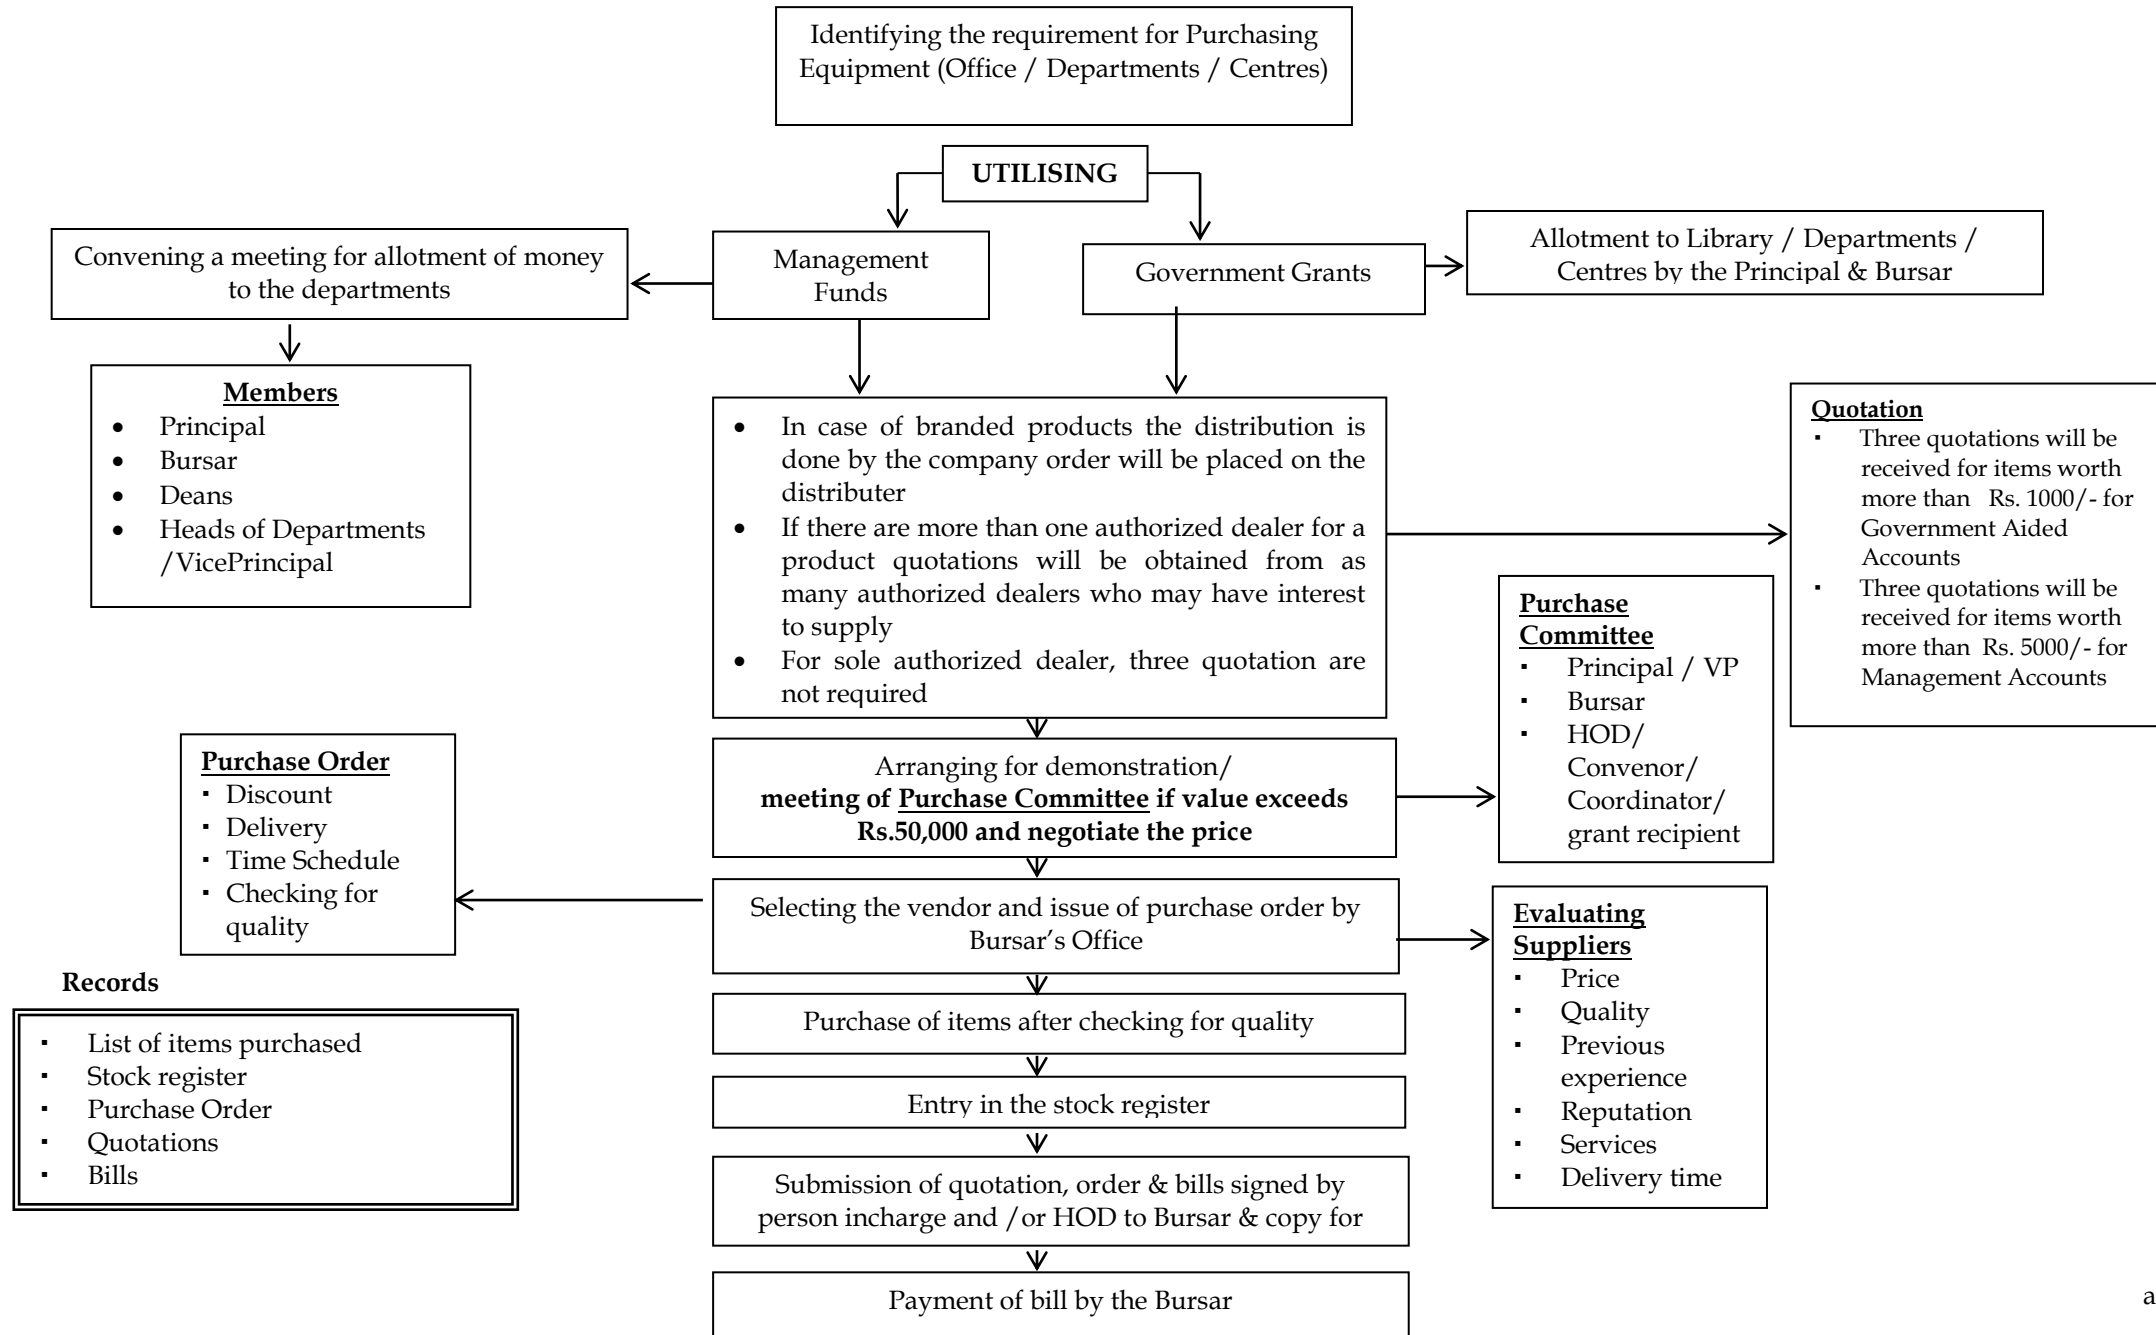 Identifying the requirement for Purchasing
Equipment (Office / Departments / Centres)
UTILISING
Convening a meeting for allotment of money
to the departments
Management
Funds
Government Grants
Allotment to Library / Departments /
Centres by the Principal & Bursar
Members
• Principal
• Bursar
• Deans
• Heads of Departments
/VicePrincipal
• In case of branded products the distribution is
done by the company order will be placed on the
distributer
• If there are more than one authorized dealer for a
product quotations will be obtained from as
many authorized dealers who may have interest
to supply
• For sole authorized dealer, three quotation are
not required
Quotation
▪ Three quotations will be
received for items worth
more than Rs. 1000/- for
Government Aided
Accounts
▪ Three quotations will be
received for items worth
more than Rs. 5000/- for
Management Accounts
Purchase
Committee
▪ Principal / VP
▪ Bursar
▪ HOD/
Convenor/
Coordinator/
grant recipient
Purchase Order
▪ Discount
▪ Delivery
▪ Time Schedule
▪ Checking for
quality
Arranging for demonstration/
meeting of Purchase Committee if value exceeds
Rs.50,000 and negotiate the price
Selecting the vendor and issue of purchase order by
Bursar’s Office
Evaluating
Suppliers
▪ Price
▪ Quality
▪ Previous
experience
▪ Reputation
▪ Services
▪ Delivery time
Records
▪ List of items purchased
▪ Stock register
▪ Purchase Order
▪ Quotations
▪ Bills
Purchase of items after checking for quality
Entry in the stock register
Submission of quotation, order & bills signed by
person incharge and /or HOD to Bursar & copy for
Payment of bill by the Bursar
a